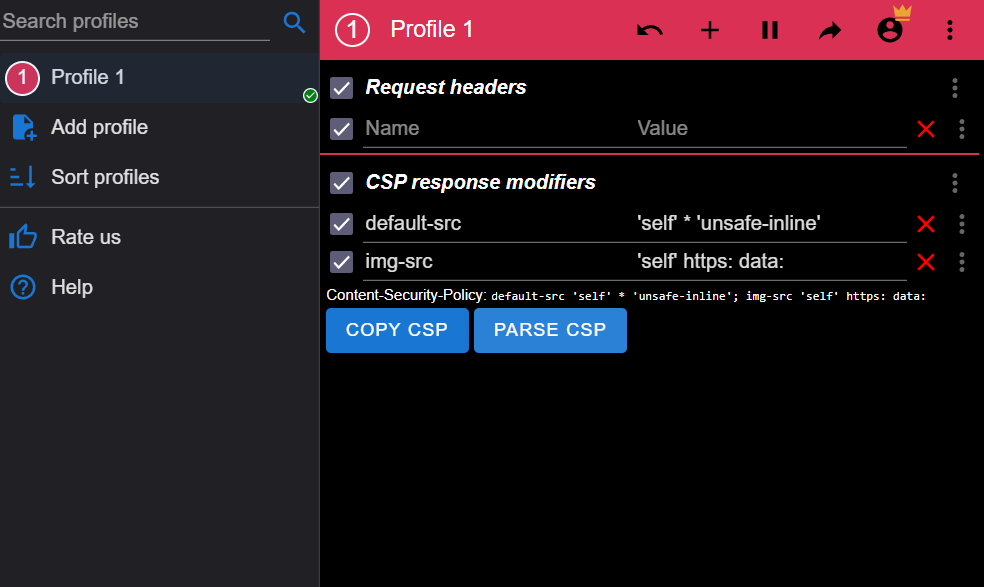 Search profiles
1 Profile 1
Add profile
Sort profiles
Rate us
Help
1 Profile 1
Request headers
Name Value
CSP response modifiers
default-src 'self' * 'unsafe-inline'
img-src 'self' https: data:
Content-Security-Policy: default-src 'self' * 'unsafe-inline'; img-src 'self' https: data:
COPY CSP PARSE CSP